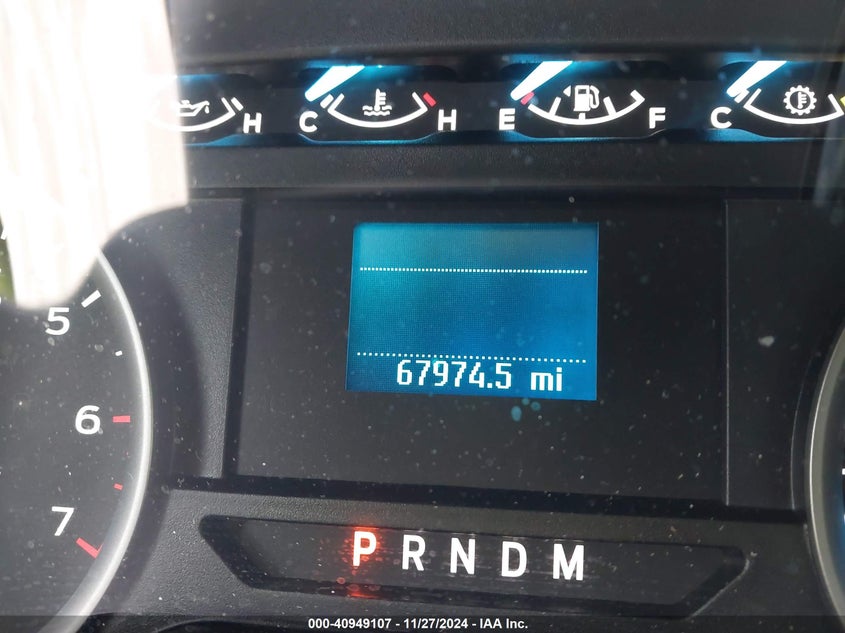 H C H E F C
5
67974.5 mi
6
7
P R N D M
000-40949107 - 11/27/2024 - IAA Inc.